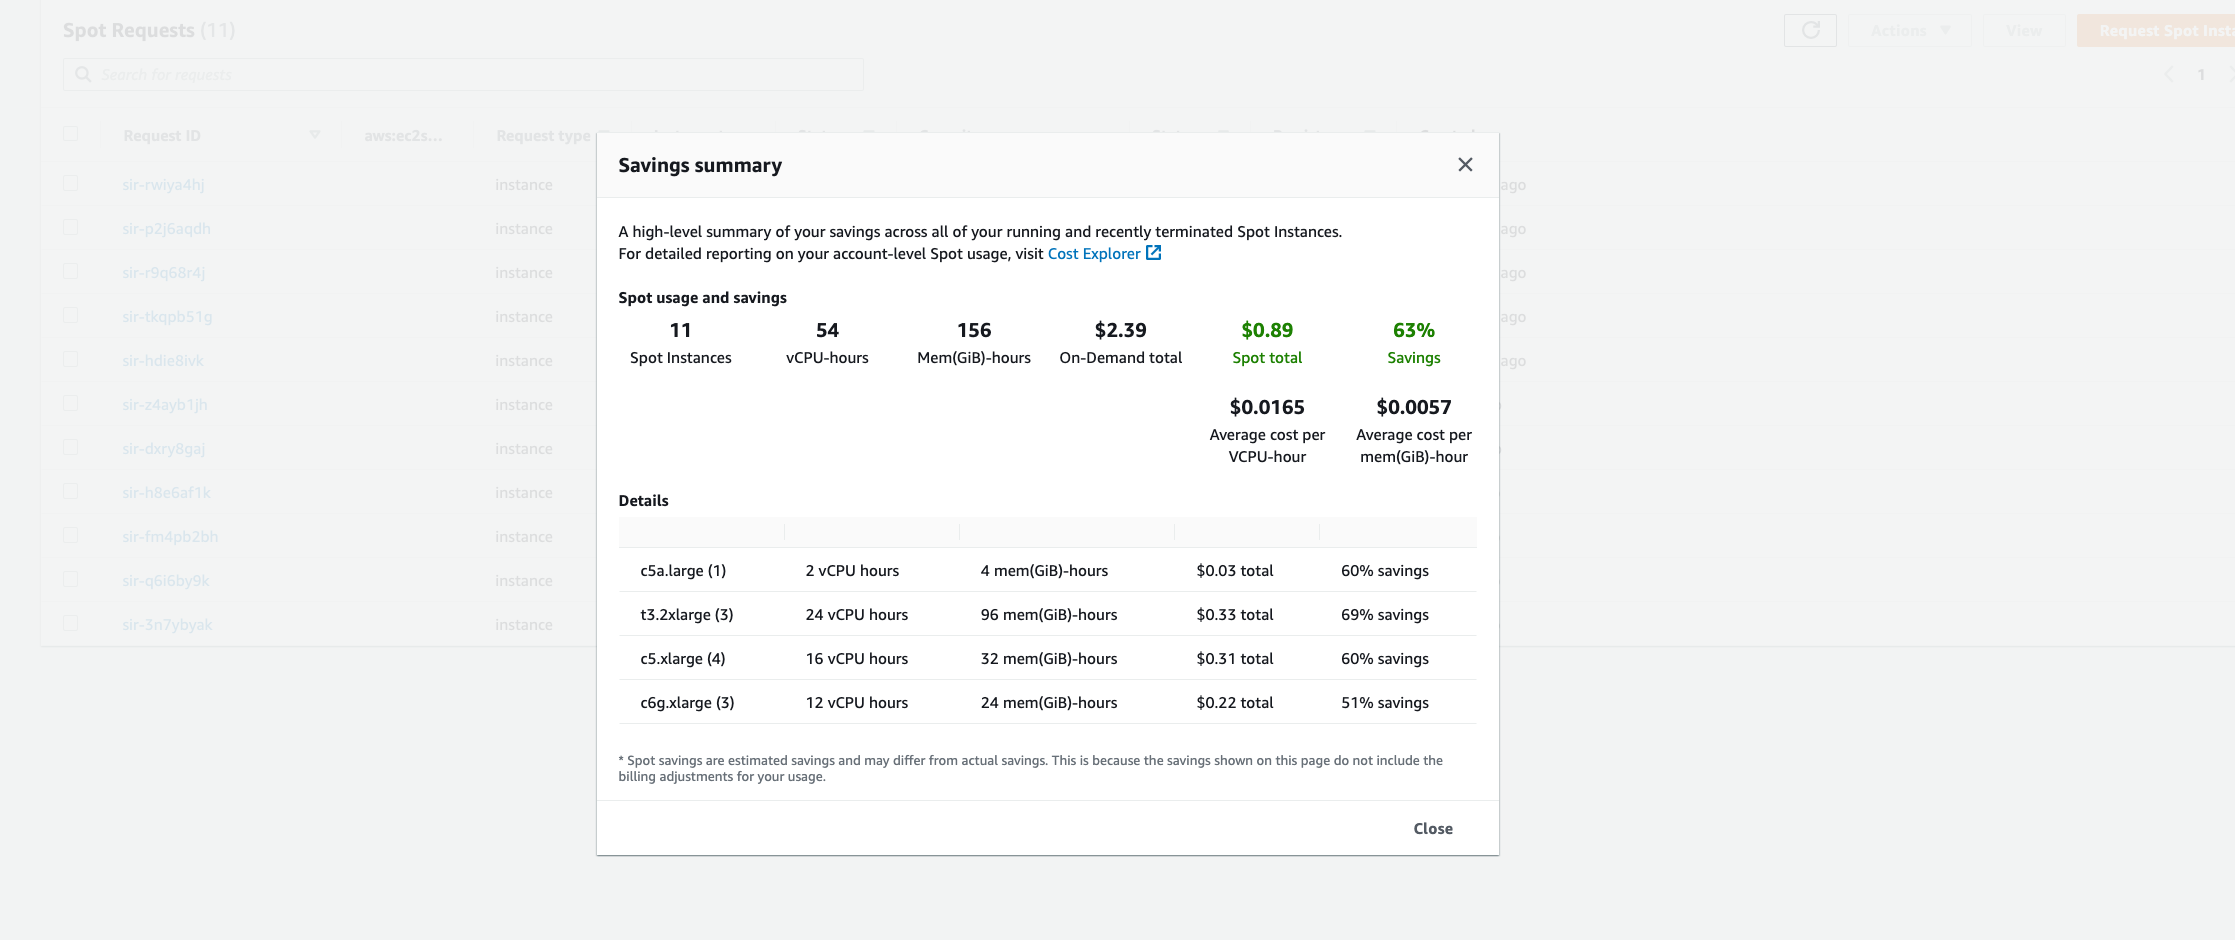 Spot Requests (11)
Actions
View
Request Spot Insta
Search for requests
1
Request ID
aws:ec2s...
Request type
sir-rwiya4hj
instance
ago
sir-p2j6aqdh
instance
ago
sir-r9q68r4j
instance
ago
sir-tkqpb51g
instance
ago
sir-hdie8ivk
instance
ago
sir-z4ayb1jh
instance
sir-dxry8gaj
instance
sir-h8e6af1k
instance
sir-fm4pb2bh
instance
sir-q6i6by9k
instance
sir-3n7ybyak
instance
Savings summary
A high-level summary of your savings across all of your running and recently terminated Spot Instances.
For detailed reporting on your account-level Spot usage, visit Cost Explorer
Spot usage and savings
11
Spot Instances
54
vCPU-hours
156
Mem(GiB)-hours
$2.39
On-Demand total
$0.89
Spot total
63%
Savings
$0.0165
Average cost per
VCPU-hour
$0.0057
Average cost per
mem(GiB)-hour
Details
c5a.large (1) 2 vCPU hours 4 mem(GiB)-hours $0.03 total 60% savings
t3.2xlarge (3) 24 vCPU hours 96 mem(GiB)-hours $0.33 total 69% savings
c5.xlarge (4) 16 vCPU hours 32 mem(GiB)-hours $0.31 total 60% savings
c6g.xlarge (3) 12 vCPU hours 24 mem(GiB)-hours $0.22 total 51% savings
* Spot savings are estimated savings and may differ from actual savings. This is because the savings shown on this page do not include the
billing adjustments for your usage.
Close